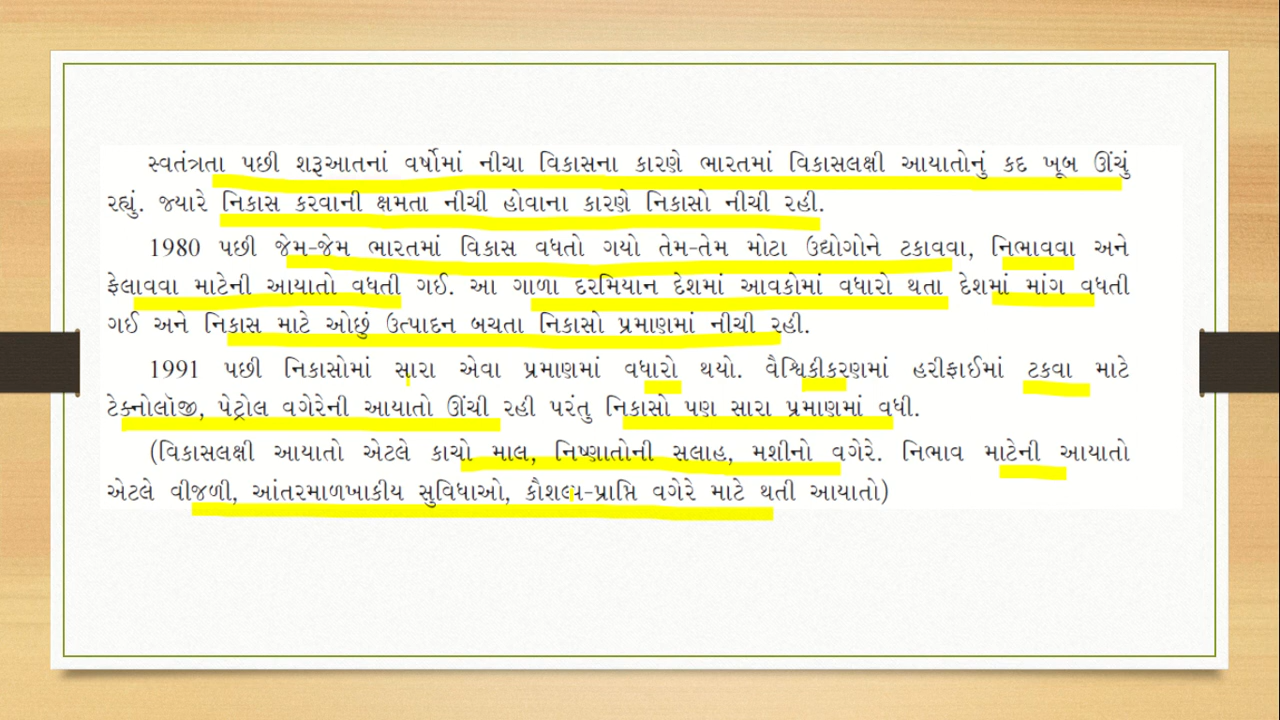 સ્વતંત્રતા પછી શરૂઆતનાં વર્ષોમાં નીચા વિકાસના કારણે ભારતમાં વિકાસલક્ષી આયાતોનું કદ ખૂબ ઊંચું
રહ્યું. જ્યારે નિકાસ કરવાની ક્ષમતા નીચી હોવાના કારણે નિકાસો નીચી રહી.
1980 પછી જેમ-જેમ ભારતમાં વિકાસ વધતો ગયો તેમ-તેમ મોટા ઉદ્યોગોને ટકાવવા, નિભાવવા અને
ફેલાવવા માટેની આયાતો વધતી ગઈ. આ ગાળા દરમિયાન દેશમાં આવકોમાં વધારો થતા દેશમાં માંગ વધતી
ગઈ અને નિકાસ માટે ઓછું ઉત્પાદન બચતા નિકાસો પ્રમાણમાં નીચી રહી.
1991 પછી નિકાસોમાં સારા એવા પ્રમાણમાં વધારો થયો. વૈશ્વિકીકરણમાં હરીફાઈમાં ટકવા માટે
ટેક્નોલૉજી, પેટ્રોલ વગેરેની આયાતો ઊંચી રહી પરંતુ નિકાસો પણ સારા પ્રમાણમાં વધી.
(વિકાસલક્ષી આયાતો એટલે કાચો માલ, નિષ્ણાતોની સલાહ, મશીનો વગેરે. નિભાવ માટેની આયાતો
એટલે વીજળી, આંતરમાળખાકીય સુવિધાઓ, કૌશલ્ય-પ્રાપ્તિ વગેરે માટે થતી આયાતો)